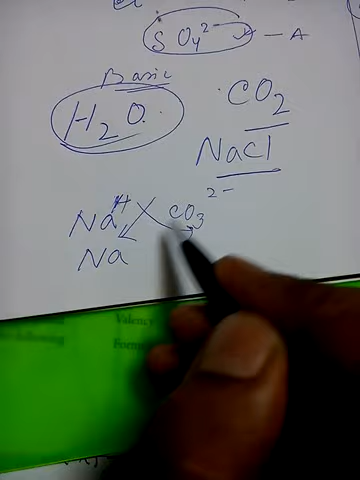 SO4 2- — A
Basic
H2O. CO2
NaCl
2-
Na+ CO3
Na
Valency